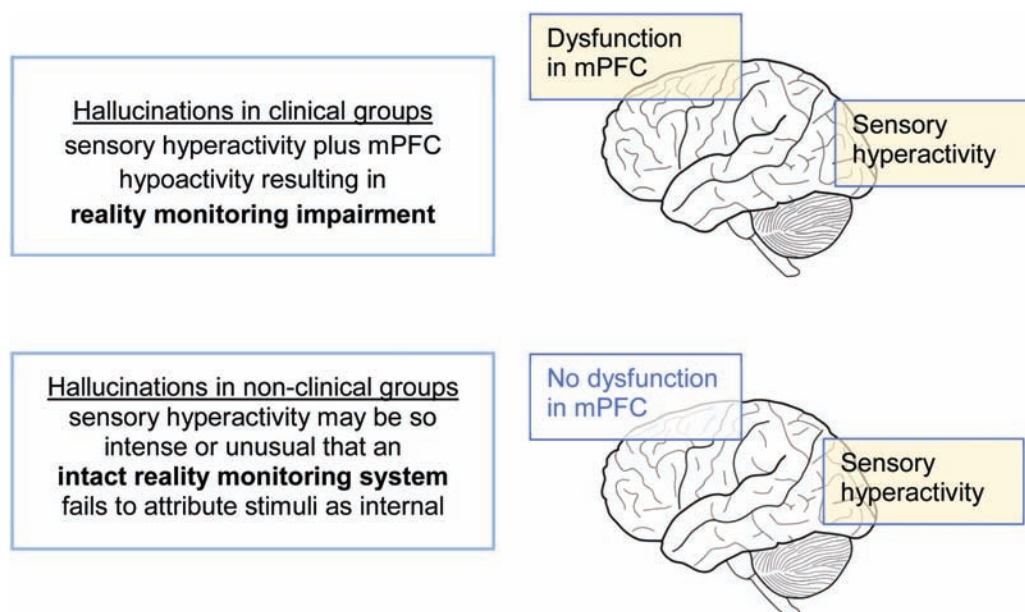 Hallucinations in clinical groups
sensory hyperactivity plus mPFC
hypoactivity resulting in
reality monitoring impairment
Dysfunction
in mPFC
Sensory
hyperactivity
Hallucinations in non-clinical groups
sensory hyperactivity may be so
intense or unusual that an
intact reality monitoring system
fails to attribute stimuli as internal
No dysfunction
in mPFC
Sensory
hyperactivity